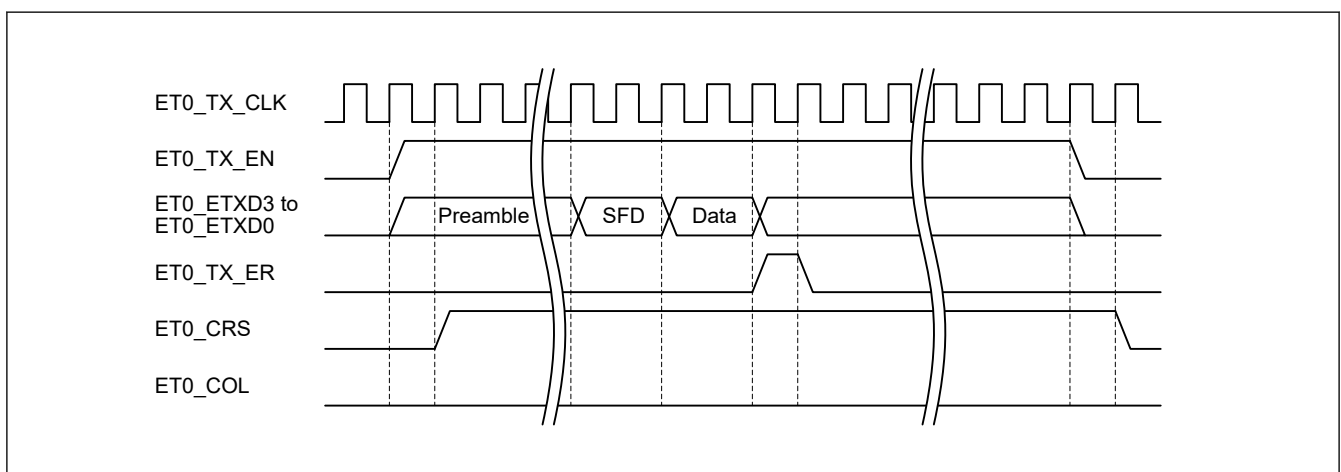 ET0_TX_CLK
ET0_TX_EN
ET0_ETXD3 to
ET0_ETXD0
Preamble
SFD
Data
ET0_TX_ER
ET0_CRS
ET0_COL